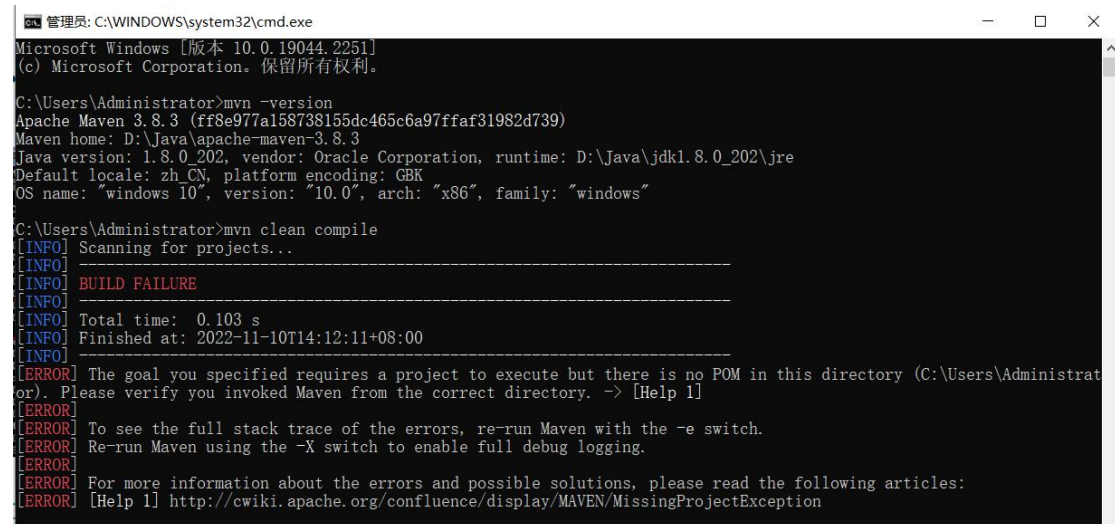 管理员: C:\WINDOWS\system32\cmd.exe
Microsoft Windows [版本 10.0.19044.2251]
(c) Microsoft Corporation。保留所有权利。
C:\Users\Administrator>mvn -version
Apache Maven 3.8.3 (ff8e977a158738155dc465c6a97ffaf31982d739)
Maven home: D:\Java\apache-maven-3.8.3
Java version: 1.8.0_202, vendor: Oracle Corporation, runtime: D:\Java\jdk1.8.0_202\jre
Default locale: zh_CN, platform encoding: GBK
OS name: "windows 10", version: "10.0", arch: "x86", family: "windows"
C:\Users\Administrator>mvn clean compile
[INFO] Scanning for projects...
[INFO] ------------------------------------------------------------------------
[INFO] BUILD FAILURE
[INFO] ------------------------------------------------------------------------
[INFO] Total time:  0.103 s
[INFO] Finished at: 2022-11-10T14:12:11+08:00
[INFO] ------------------------------------------------------------------------
[ERROR] The goal you specified requires a project to execute but there is no POM in this directory (C:\Users\Administrat
or). Please verify you invoked Maven from the correct directory. -> [Help 1]
[ERROR]
[ERROR] To see the full stack trace of the errors, re-run Maven with the -e switch.
[ERROR] Re-run Maven using the -X switch to enable full debug logging.
[ERROR]
[ERROR] For more information about the errors and possible solutions, please read the following articles:
[ERROR] [Help 1] http://cwiki.apache.org/confluence/display/MAVEN/MissingProjectException